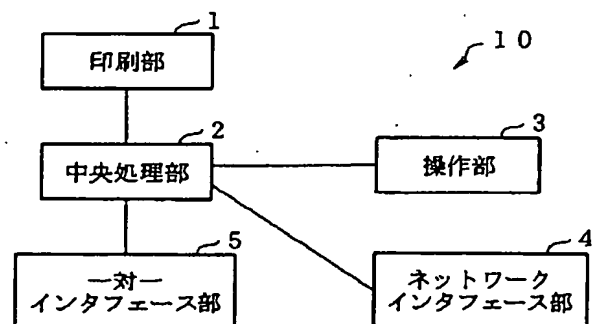 1
印刷部
10
2
中央処理部
3
操作部
5
一対一
インタフェース部
4
ネットワーク
インタフェース部